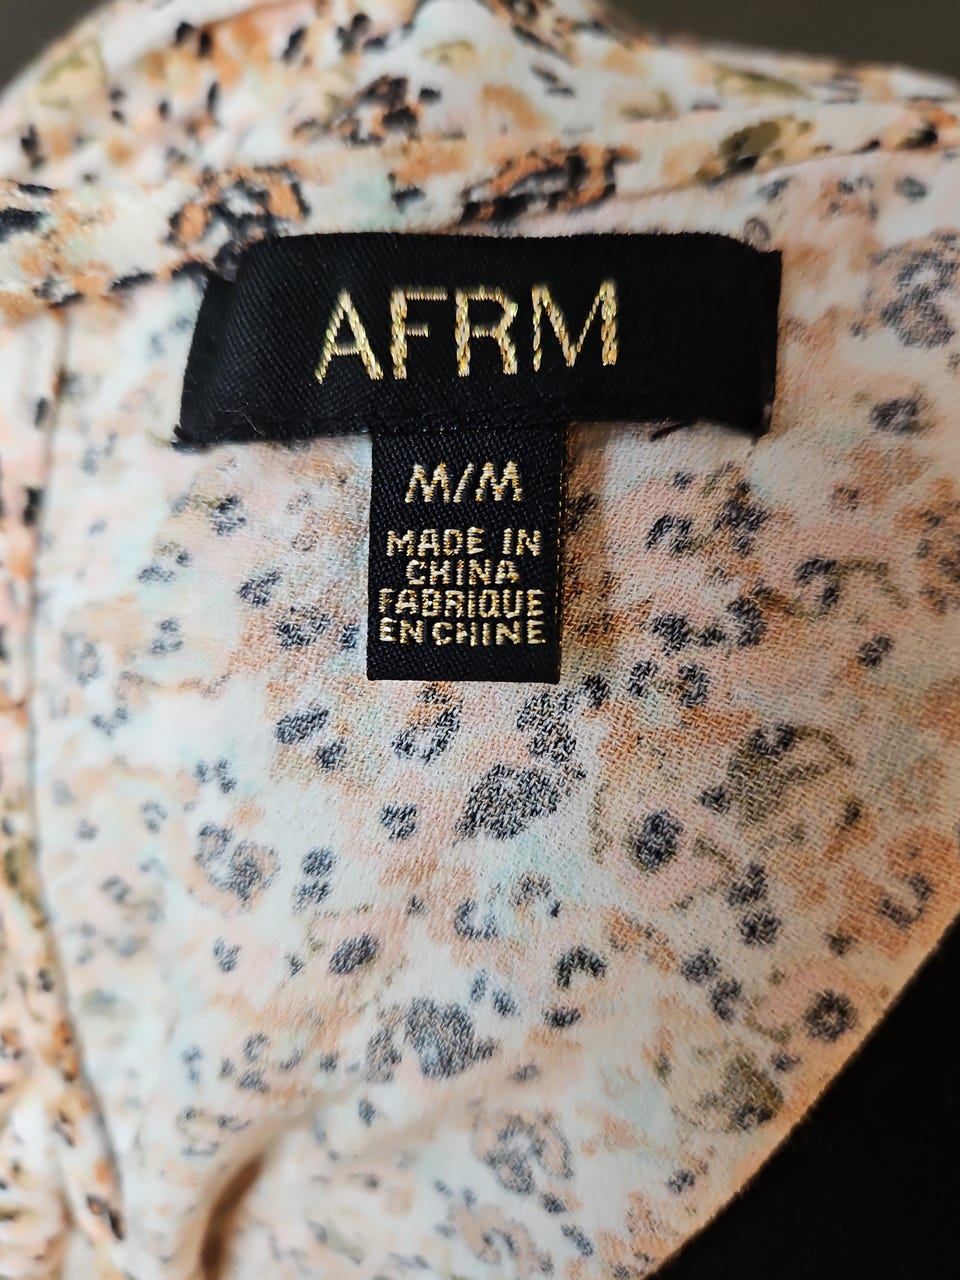 AFRM
M/M
MADE IN
CHINA
FABRIQUE
EN CHINE